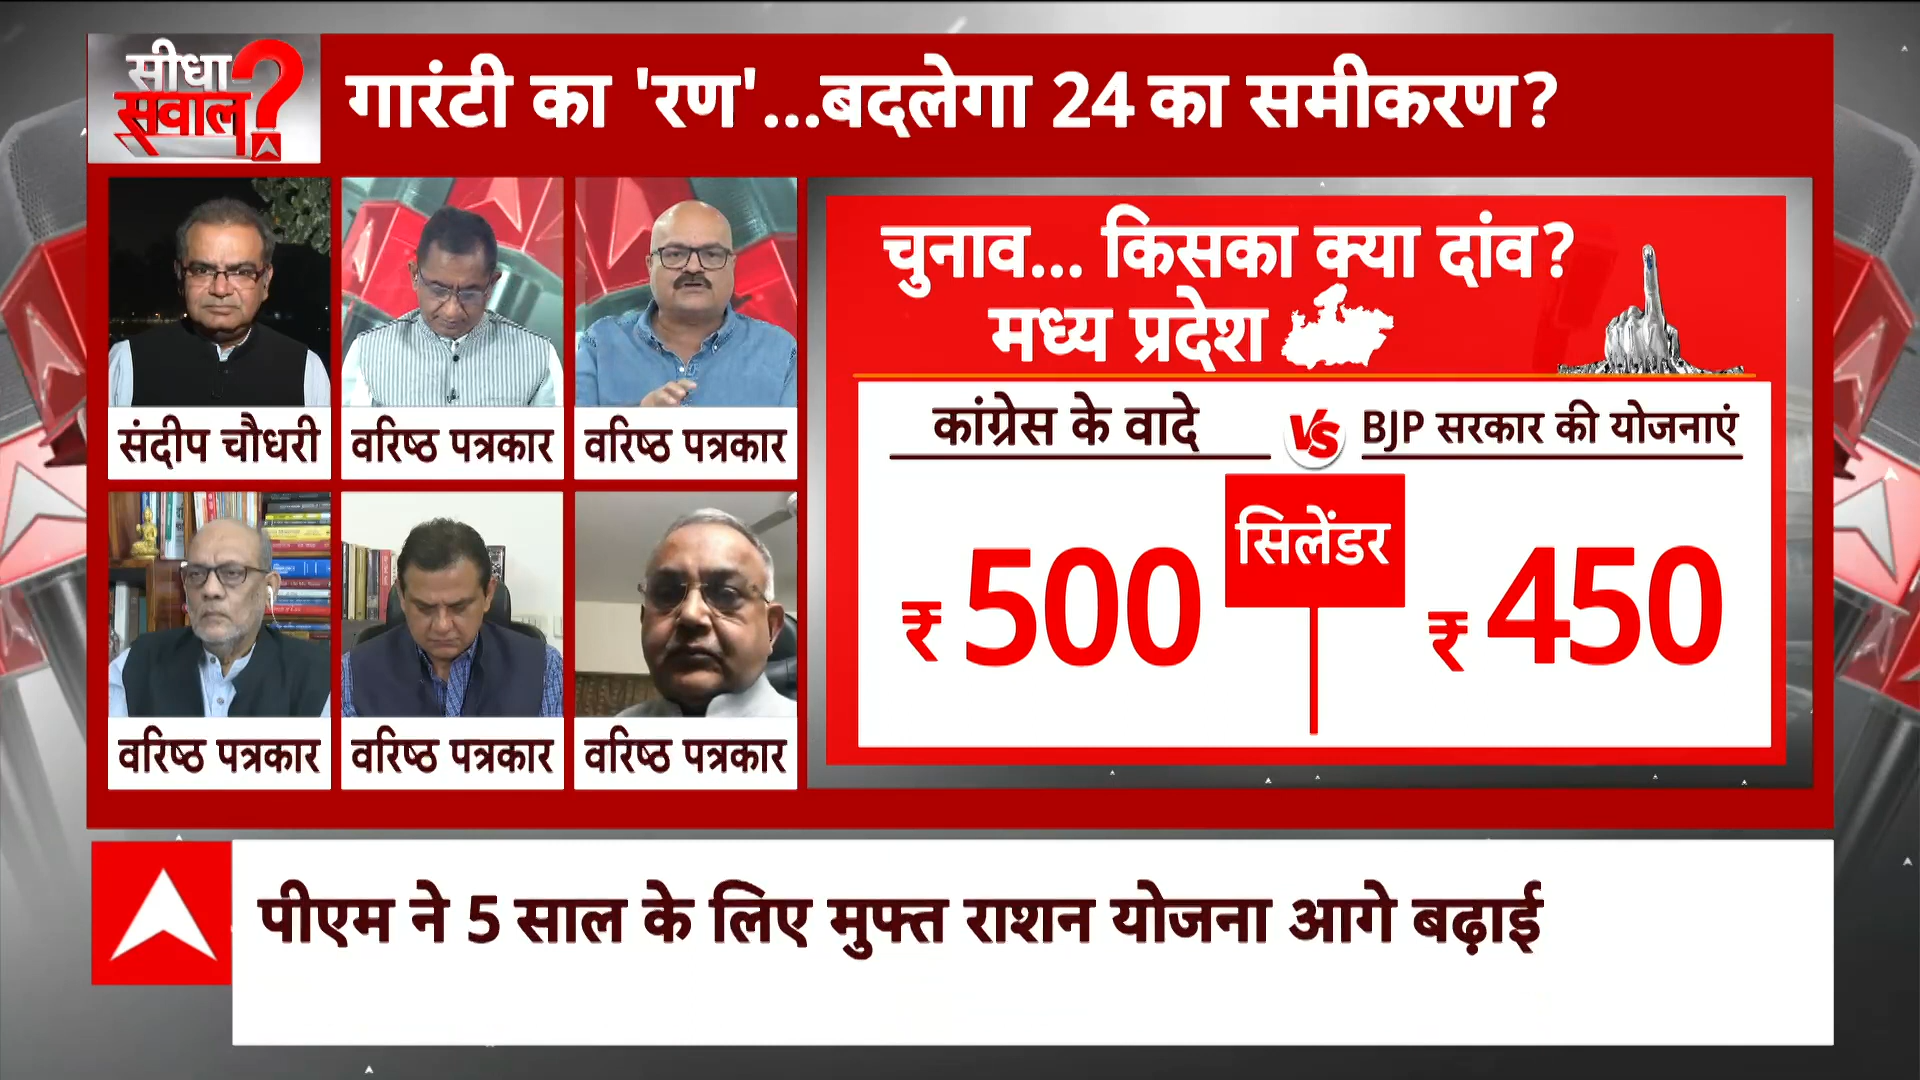 सीधा
सवाल?
गारंटी का 'रण'...बदलेगा 24 का समीकरण?
संदीप चौधरी
वरिष्ठ पत्रकार
वरिष्ठ पत्रकार
वरिष्ठ पत्रकार
वरिष्ठ पत्रकार
वरिष्ठ पत्रकार
चुनाव... किसका क्या दांव?
मध्य प्रदेश
कांग्रेस के वादे
VS
BJP सरकार की योजनाएं
सिलेंडर
₹ 500
₹ 450
पीएम ने 5 साल के लिए मुफ्त राशन योजना आगे बढ़ाई